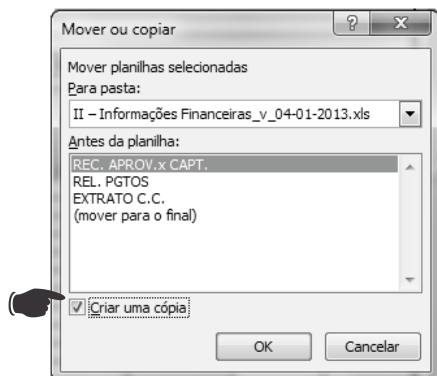 Mover ou copiar
Mover planilhas selecionadas
Para pasta:
II – Informações Financeiras_v_04-01-2013.xls
Antes da planilha:
REC. APROV.x CAPT.
REL. PGTOS
EXTRATO C.C.
(mover para o final)
Criar uma cópia
OK Cancelar